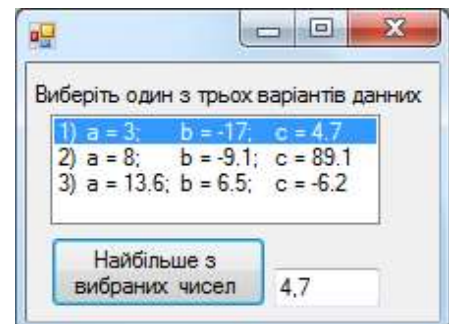 Виберіть один з трьох варіантів данних
1) a = 3; b = -17; c = 4.7
2) a = 8; b = -9.1; c = 89.1
3) a = 13.6; b = 6.5; c = -6.2
Найбільше з
вибраних чисел
4,7